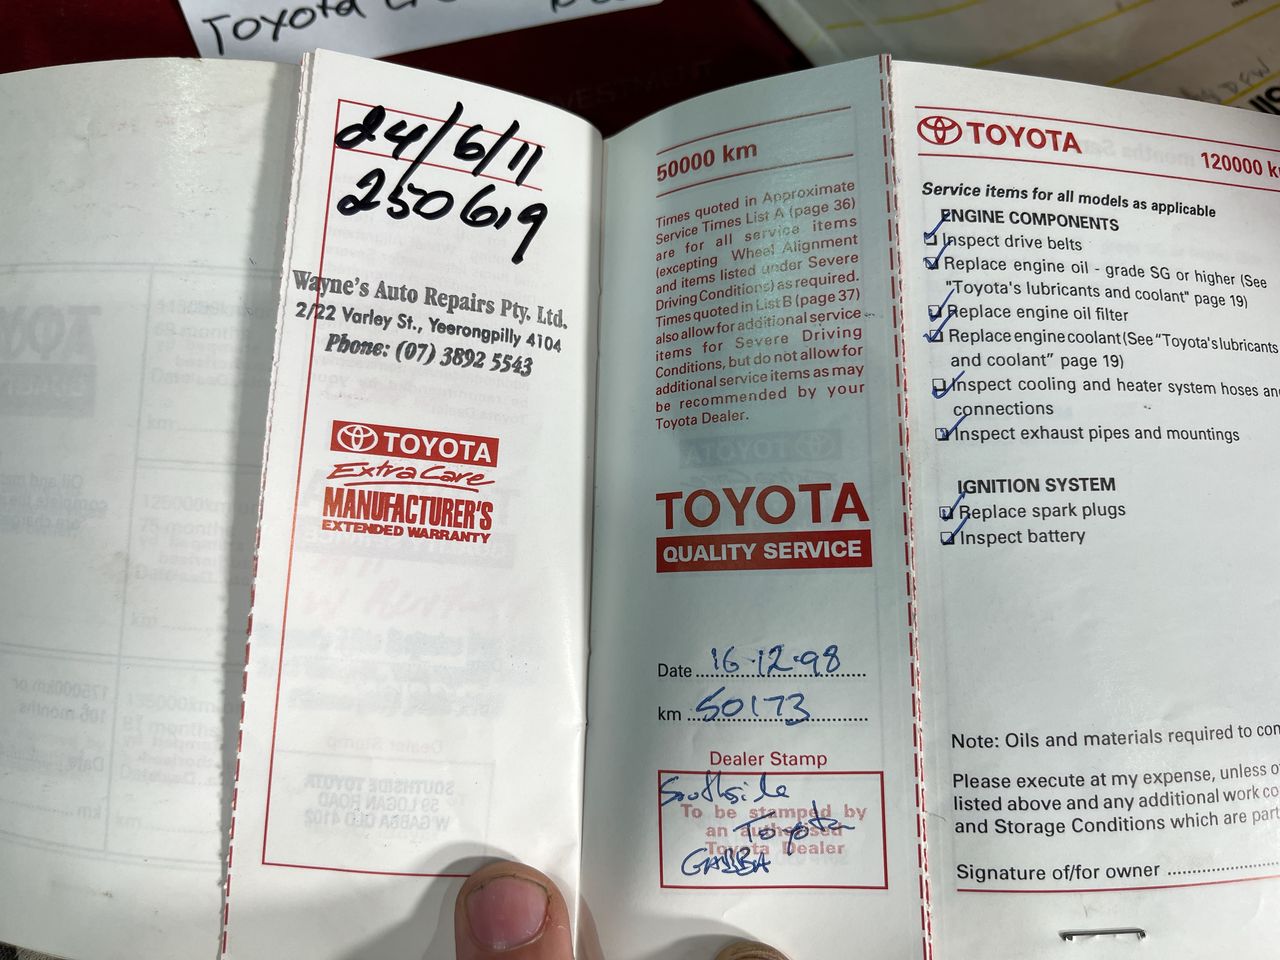 Toyota
24/6/11
250619
Wayne's Auto Repairs Pty. Ltd.
2/22 Varley St., Yeerongpilly 4104
Phone: (07) 3892 5543
TOYOTA
Extra Care
MANUFACTURER'S
EXTENDED WARRANTY
50000 km
Times quoted in Approximate
Service Times List A (page 36)
are for all service items
(excepting Wheel Alignment
and items listed under Severe
Driving Conditions) as required.
Times quoted in List B (page 37)
also allow for additional service
items for Severe Driving
Conditions, but do not allow for
additional service items as may
be recommended by your
Toyota Dealer.
TOYOTA
QUALITY SERVICE
Date 16-12-98
km 50173
Dealer Stamp
To be stamped by
an authorised
Toyota Dealer
Southside
Toyota
GABBA
TOYOTA
120000 k
Service items for all models as applicable
ENGINE COMPONENTS
Inspect drive belts
Replace engine oil - grade SG or higher (See
"Toyota's lubricants and coolant" page 19)
Replace engine oil filter
Replace engine coolant (See "Toyota's lubricants
and coolant" page 19)
Inspect cooling and heater system hoses and
connections
Inspect exhaust pipes and mountings
IGNITION SYSTEM
Replace spark plugs
Inspect battery
Note: Oils and materials required to con
Please execute at my expense, unless o
listed above and any additional work co
and Storage Conditions which are part
Signature of/for owner